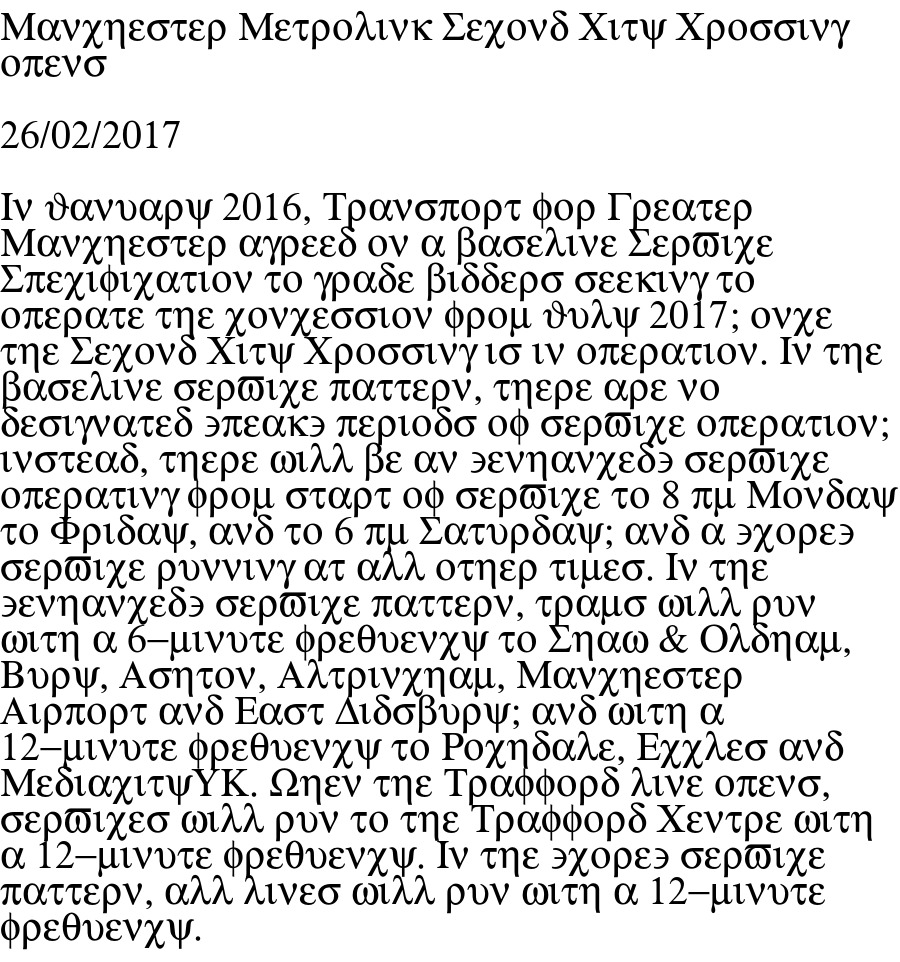 Μανχηεστερ Μετρολινκ Σεχονδ Χιτψ Χροσσινγ
οπενσ
26/02/2017
Ιν ϑανυαρψ 2016, Τρανσπορτ φορ Γρεατερ
Μανχηεστερ αγρεεδ ον α βασελινε Σερϖιχε
Σπεχιφιχατιον το γραδε βιδδερσ σεεκινγ το
οπερατε τηε χονχεσσιον φρομ ϑυλψ 2017; ονχε
τηε Σεχονδ Χιτψ Χροσσινγ ισ ιν οπερατιον. Ιν τηε
βασελινε σερϖιχε παττερν, τηερε αρε νο
δεσιγνατεδ ϶πεακ϶ περιοδσ οφ σερϖιχε οπερατιον;
ινστεαδ, τηερε ωιλλ βε αν ϶ενηανχεδ϶ σερϖιχε
οπερατινγ φρομ σταρτ οφ σερϖιχε το 8 πμ Μονδαψ
το Φριδαψ, ανδ το 6 πμ Σατυρδαψ; ανδ α ϶χορε϶
σερϖιχε ρυννινγ ατ αλλ οτηερ τιμεσ. Ιν τηε
϶ενηανχεδ϶ σερϖιχε παττερν, τραμσ ωιλλ ρυν
ωιτη α 6−μινυτε φρεθυενχψ το Σηαω & Ολδηαμ,
Βυρψ, Ασητον, Αλτρινχηαμ, Μανχηεστερ
Αιρπορτ ανδ Εαστ Διδσβυρψ; ανδ ωιτη α
12−μινυτε φρεθυενχψ το Ροχηδαλε, Εχχλεσ ανδ
ΜεδιαχιτψΥΚ. Ωηεν τηε Τραφφορδ λινε οπενσ,
σερϖιχεσ ωιλλ ρυν το τηε Τραφφορδ Χεντρε ωιτη
α 12−μινυτε φρεθυενχψ. Ιν τηε ϶χορε϶ σερϖιχε
παττερν, αλλ λινεσ ωιλλ ρυν ωιτη α 12−μινυτε
φρεθυενχψ.